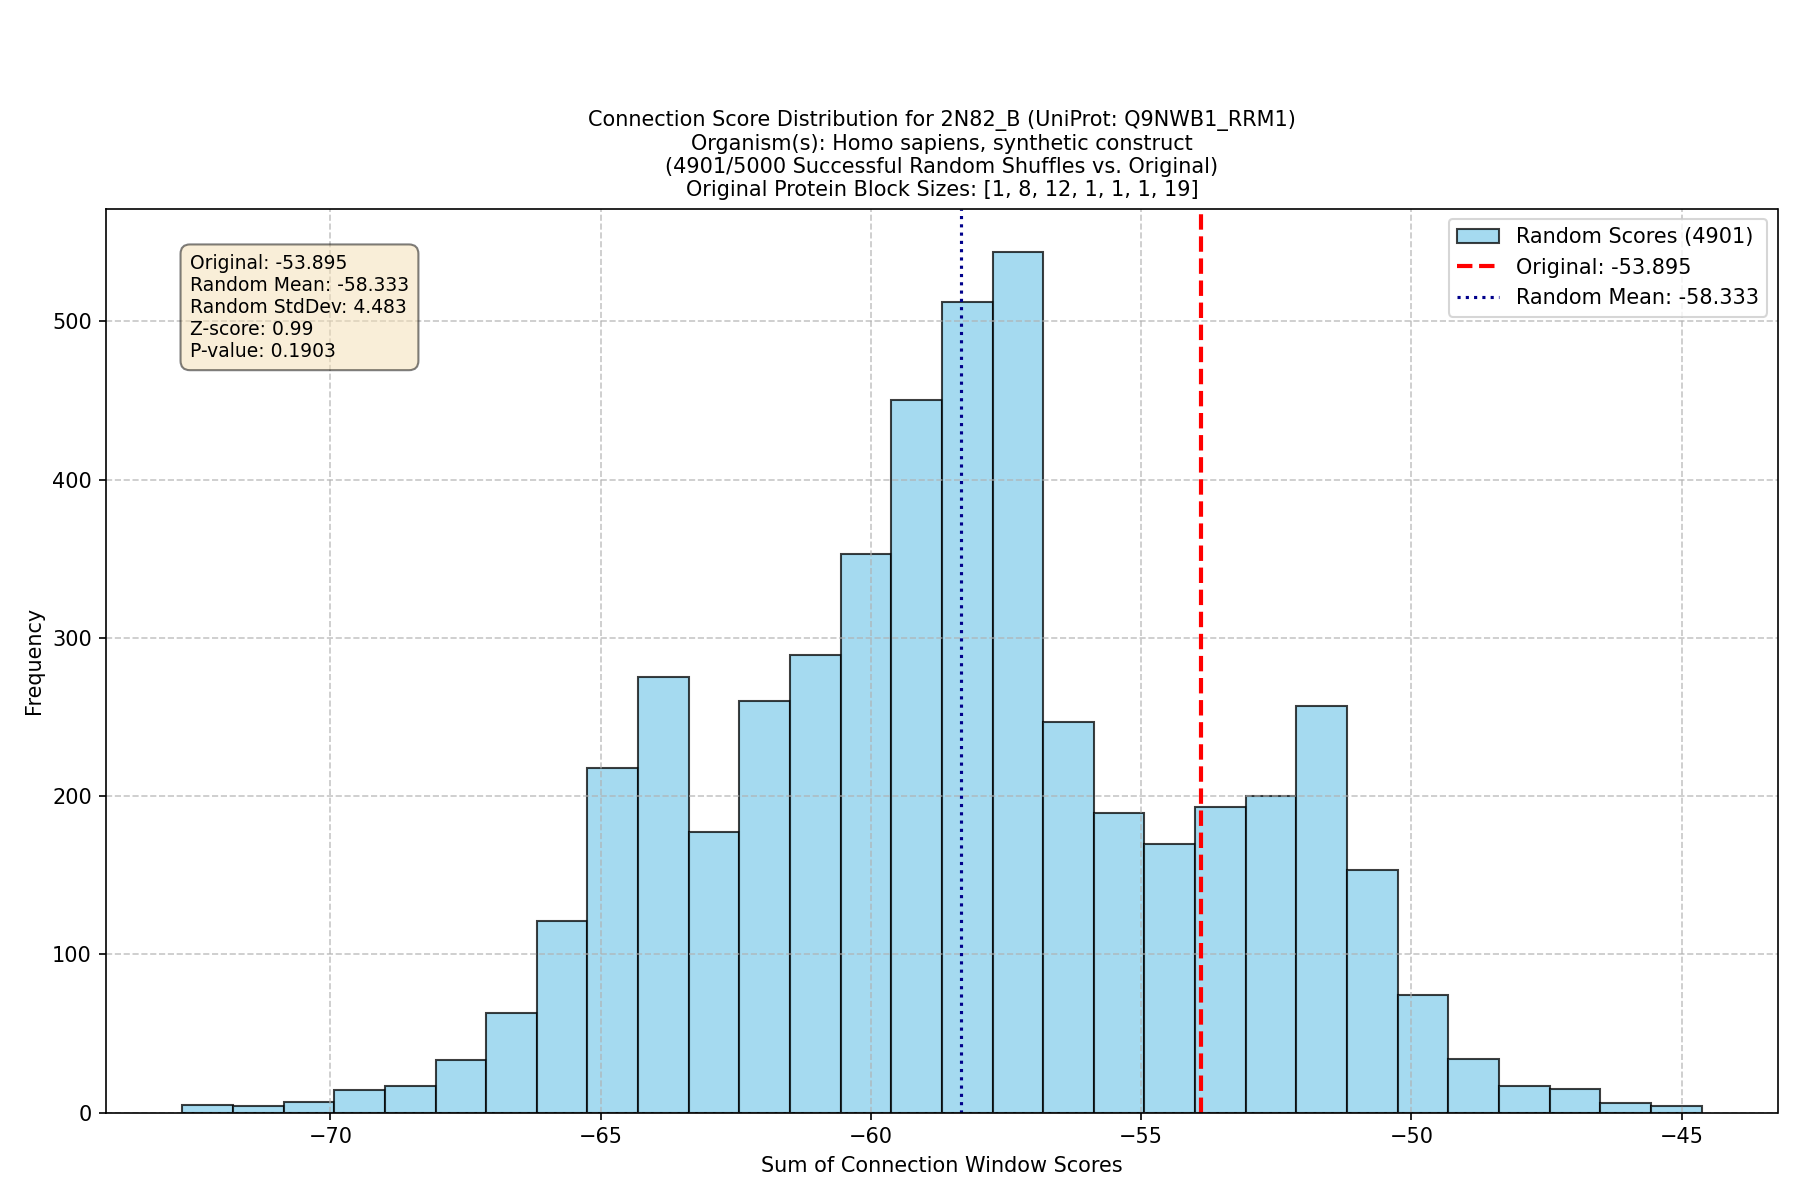 Connection Score Distribution for 2N82_B (UniProt: Q9NWB1_RRM1)
Organism(s): Homo sapiens, synthetic construct
(4901/5000 Successful Random Shuffles vs. Original)
Original Protein Block Sizes: [1, 8, 12, 1, 1, 1, 19]
Original: -53.895
Random Mean: -58.333
Random StdDev: 4.483
Z-score: 0.99
P-value: 0.1903
Random Scores (4901)
Original: -53.895
Random Mean: -58.333
Frequency
500
400
300
200
100
0
−70 −65 −60 −55 −50 −45
Sum of Connection Window Scores